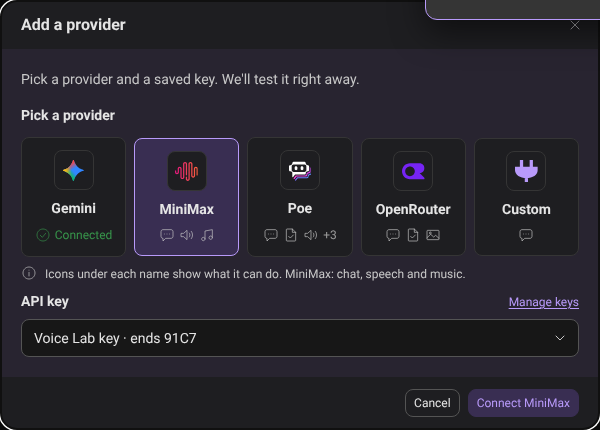 Add a provider
Pick a provider and a saved key. We'll test it right away.
Pick a provider
Gemini
Connected
MiniMax
Poe
+3
OpenRouter
Custom
Icons under each name show what it can do. MiniMax: chat, speech and music.
API key
Manage keys
Voice Lab key · ends 91C7
Cancel
Connect MiniMax